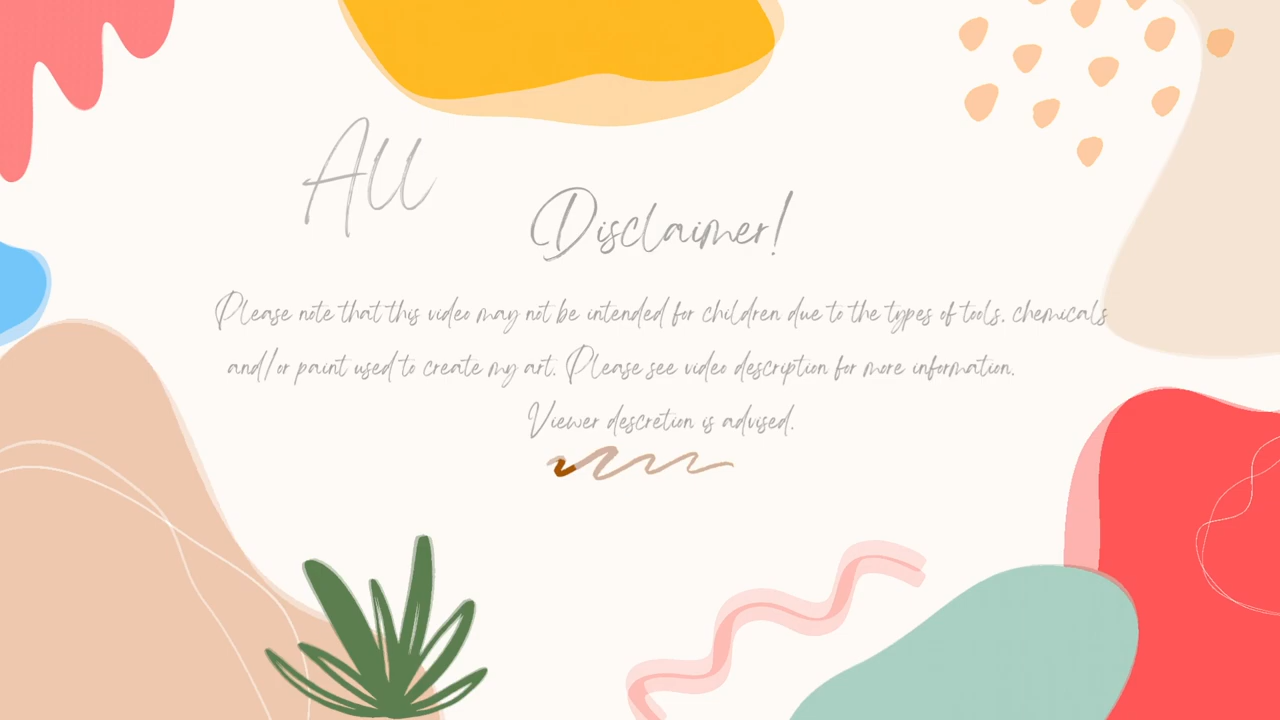 All
Disclaimer!
Please note that this video may not be intended for children due to the types of tools, chemicals
and/or paint used to create my art. Please see video description for more information.
Viewer descretion is advised.